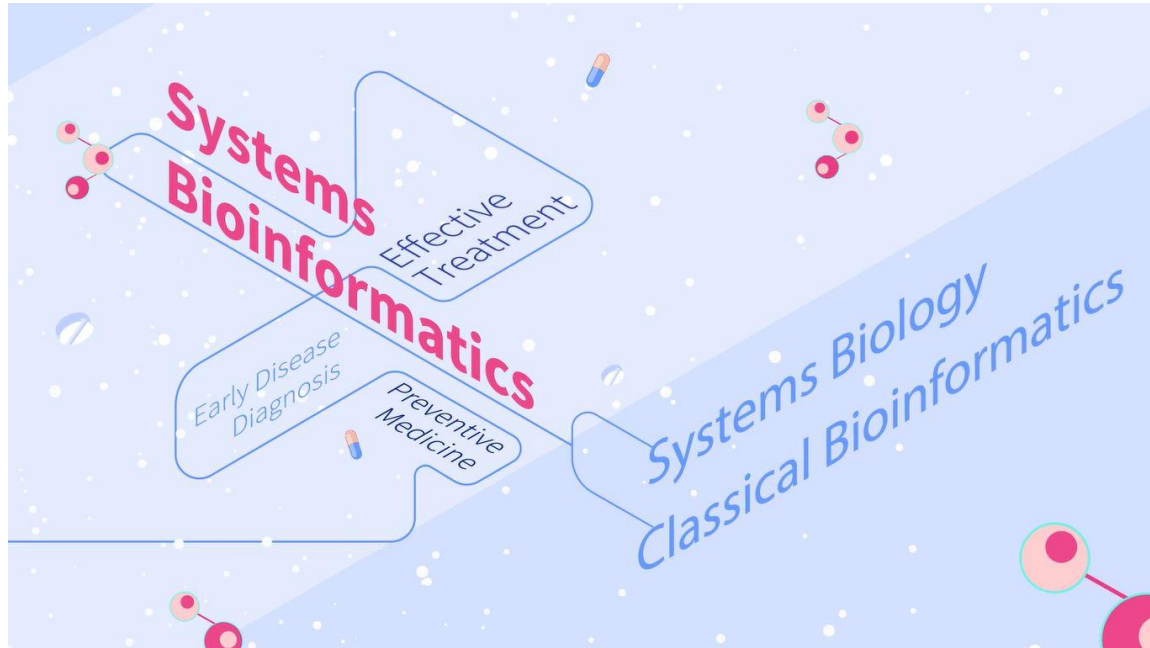 Systems
Bioinformatics
Effective
Treatment
Early Disease
Diagnosis
Preventive
Medicine
Systems Biology
Classical Bioinformatics